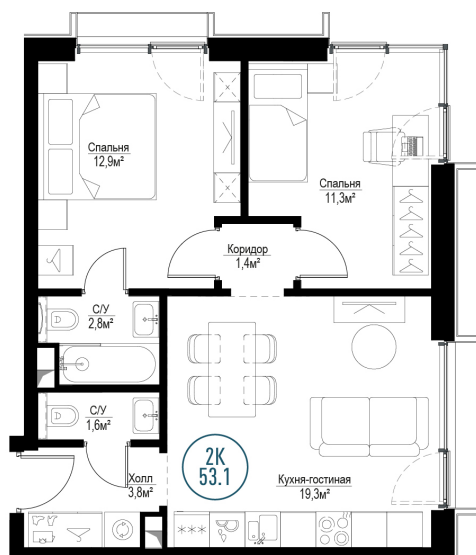 Спальня
12,9м²
Спальня
11,3м²
Коридор
1,4м²
С/У
2,8м²
С/У
1,6м²
2К
53.1
Холл
3,8м²
Кухня-гостиная
19,3м²